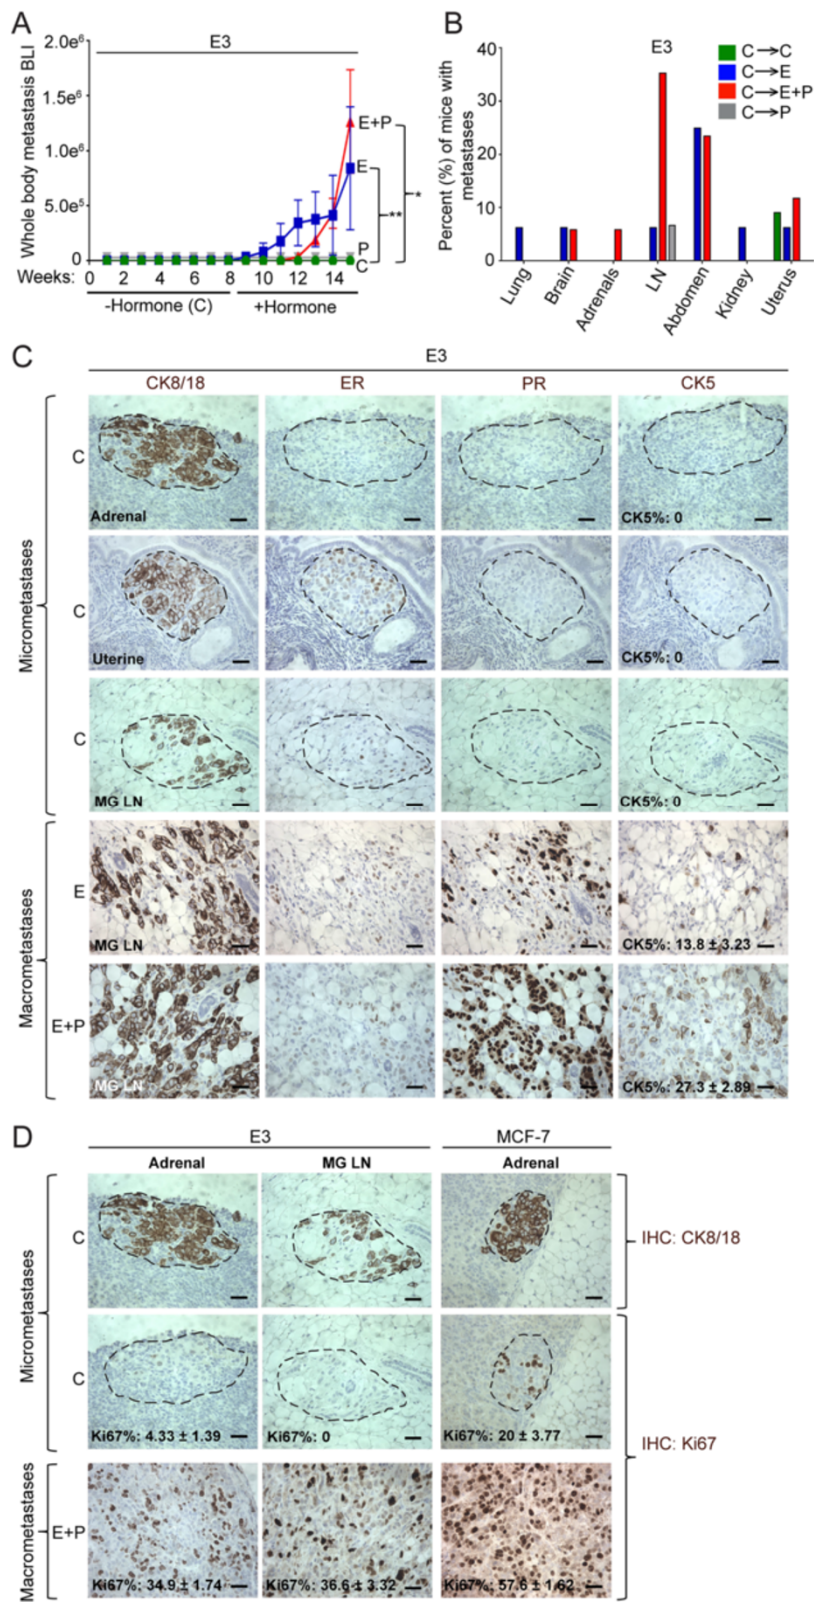 A
E3
Whole body metastasis BLI
2.0e⁶
1.5e⁶
1.0e⁶
5.0e⁵
0
E+P
E
P
C
**
*
Weeks: 0 2 4 6 8 10 12 14
-Hormone (C) +Hormone
B
E3
Percent (%) of mice with
metastases
40
30
20
10
0
C→C
C→E
C→E+P
C→P
Lung Brain Adrenals LN Abdomen Kidney Uterus
C
E3
CK8/18 ER PR CK5
Micrometastases
C
Adrenal CK5%: 0
C
Uterine CK5%: 0
C
MG LN CK5%: 0
Macrometastases
E
MG LN CK5%: 13.8 ± 3.23
E+P
MG LN CK5%: 27.3 ± 2.89
D
E3 MCF-7
Adrenal MG LN Adrenal
Micrometastases
C
IHC: CK8/18
C
Ki67%: 4.33 ± 1.39 Ki67%: 0 Ki67%: 20 ± 3.77
IHC: Ki67
Macrometastases
E+P
Ki67%: 34.9 ± 1.74 Ki67%: 36.6 ± 3.32 Ki67%: 57.6 ± 1.62